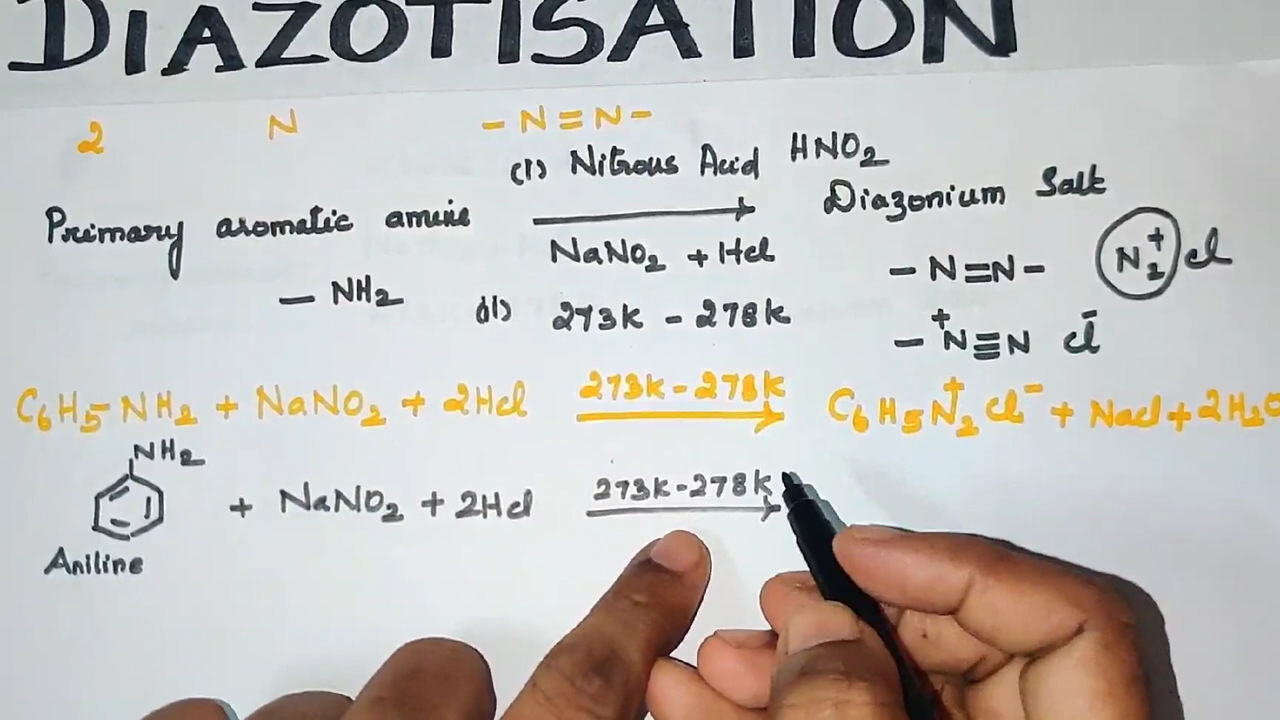 DIAZOTISATION
2 N -N=N-
(i) Nitrous Acid HNO2
Primary aromatic amine Diazonium Salt
NaNO2 + Hcl
-N=N- N2+ cl
-NH2
(ii) 273K - 278K
-N+≡N cl-
C6H5-NH2 + NaNO2 + 2Hcl 273K-278K C6H5N2+Cl- + Nacl + 2H2O
NH2
+ NaNO2 + 2Hcl 273K-278K
Aniline